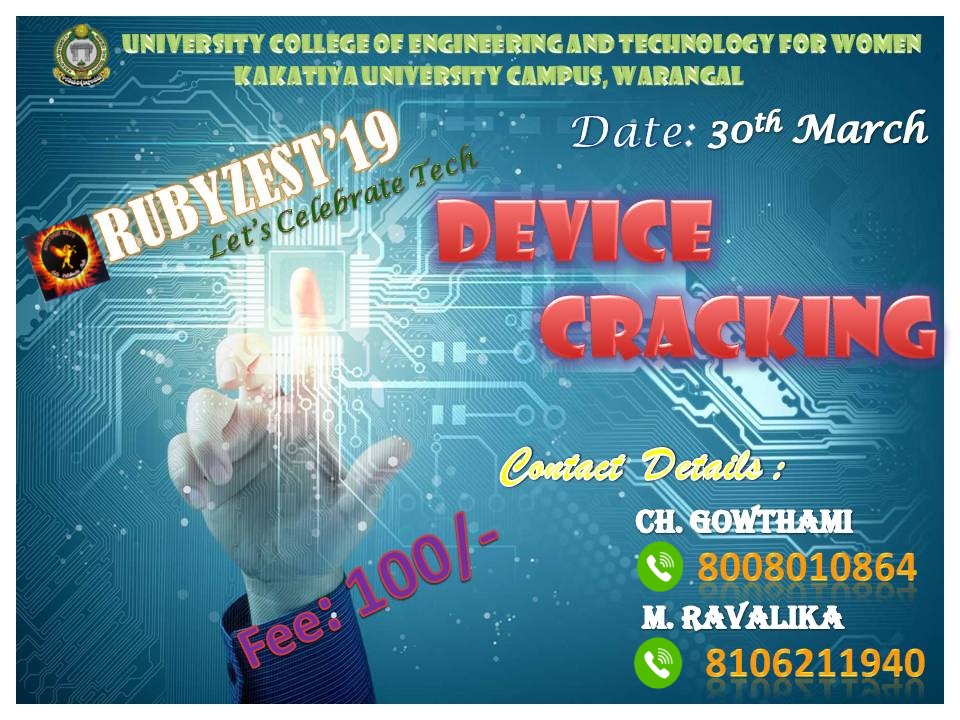 UNIVERSITY COLLEGE OF ENGINEERING AND TECHNOLOGY FOR WOMEN
KAKATIYA UNIVERSITY CAMPUS, WARANGAL
Date: 30th March
RUBYZEST'19
Let's Celebrate Tech
DEVICE
CRACKING
Contact Details :
CH. GOWTHAMI
8008010864
M. RAVALIKA
8106211940
Fee: 100/-